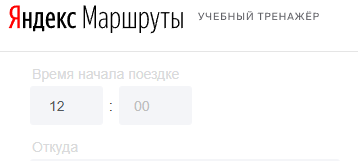 Яндекс Маршруты УЧЕБНЫЙ ТРЕНАЖЁР
Время начала поездке
12 : 00
Откуда